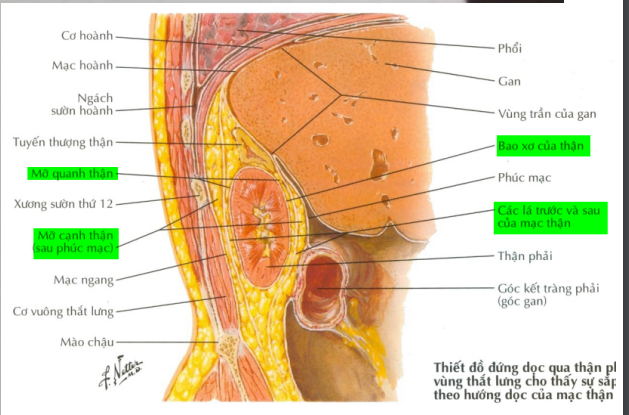 Cơ hoành
Mạc hoành
Ngách
sườn hoành
Tuyến thượng thận
Mỡ quanh thận
Xương sườn thứ 12
Mỡ cạnh thận
(sau phúc mạc)
Mạc ngang
Cơ vuông thắt lưng
Mào chậu
Phổi
Gan
Vùng trần của gan
Bao xơ của thận
Phúc mạc
Các lá trước và sau
của mạc thận
Thận phải
Góc kết tràng phải
(góc gan)
F. Netter
M.D.
Thiết đồ đứng dọc qua thận
vùng thắt lưng cho thấy sự sắp
theo hướng dọc của mạc thận